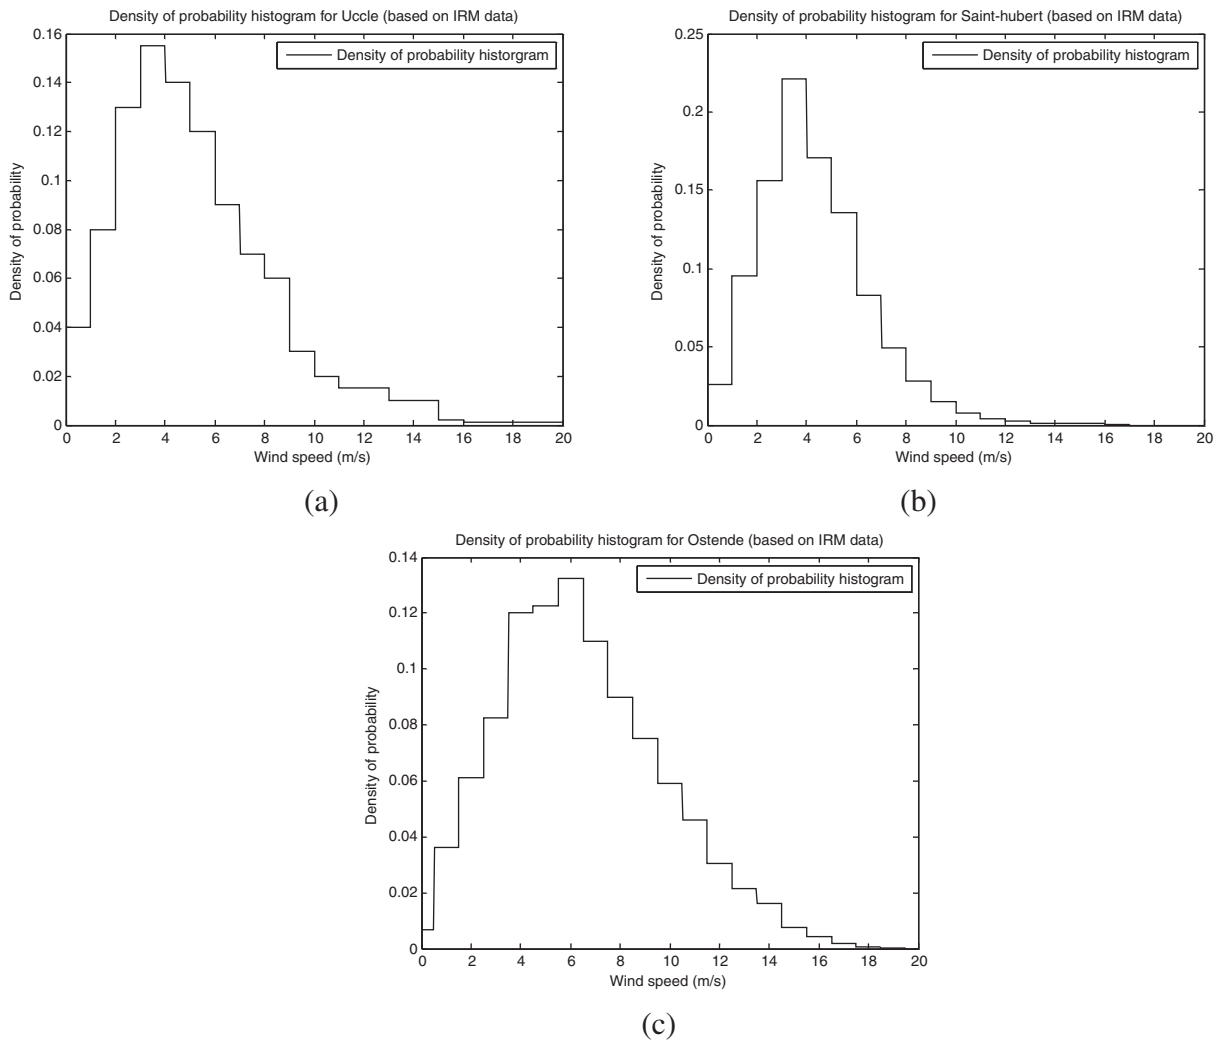 Density of probability histogram for Uccle (based on IRM data)
Density of probability historgram
0.16
0.14
0.12
0.1
0.08
0.06
0.04
0.02
0
Density of probability
0 2 4 6 8 10 12 14 16 18 20
Wind speed (m/s)
(a)
Density of probability histogram for Saint-hubert (based on IRM data)
Density of probability histogram
0.25
0.2
0.15
0.1
0.05
0
Density of probability
0 2 4 6 8 10 12 14 16 18 20
Wind speed (m/s)
(b)
Density of probability histogram for Ostende (based on IRM data)
Density of probability histogram
0.14
0.12
0.1
0.08
0.06
0.04
0.02
0
Density of probability
0 2 4 6 8 10 12 14 16 18 20
Wind speed (m/s)
(c)